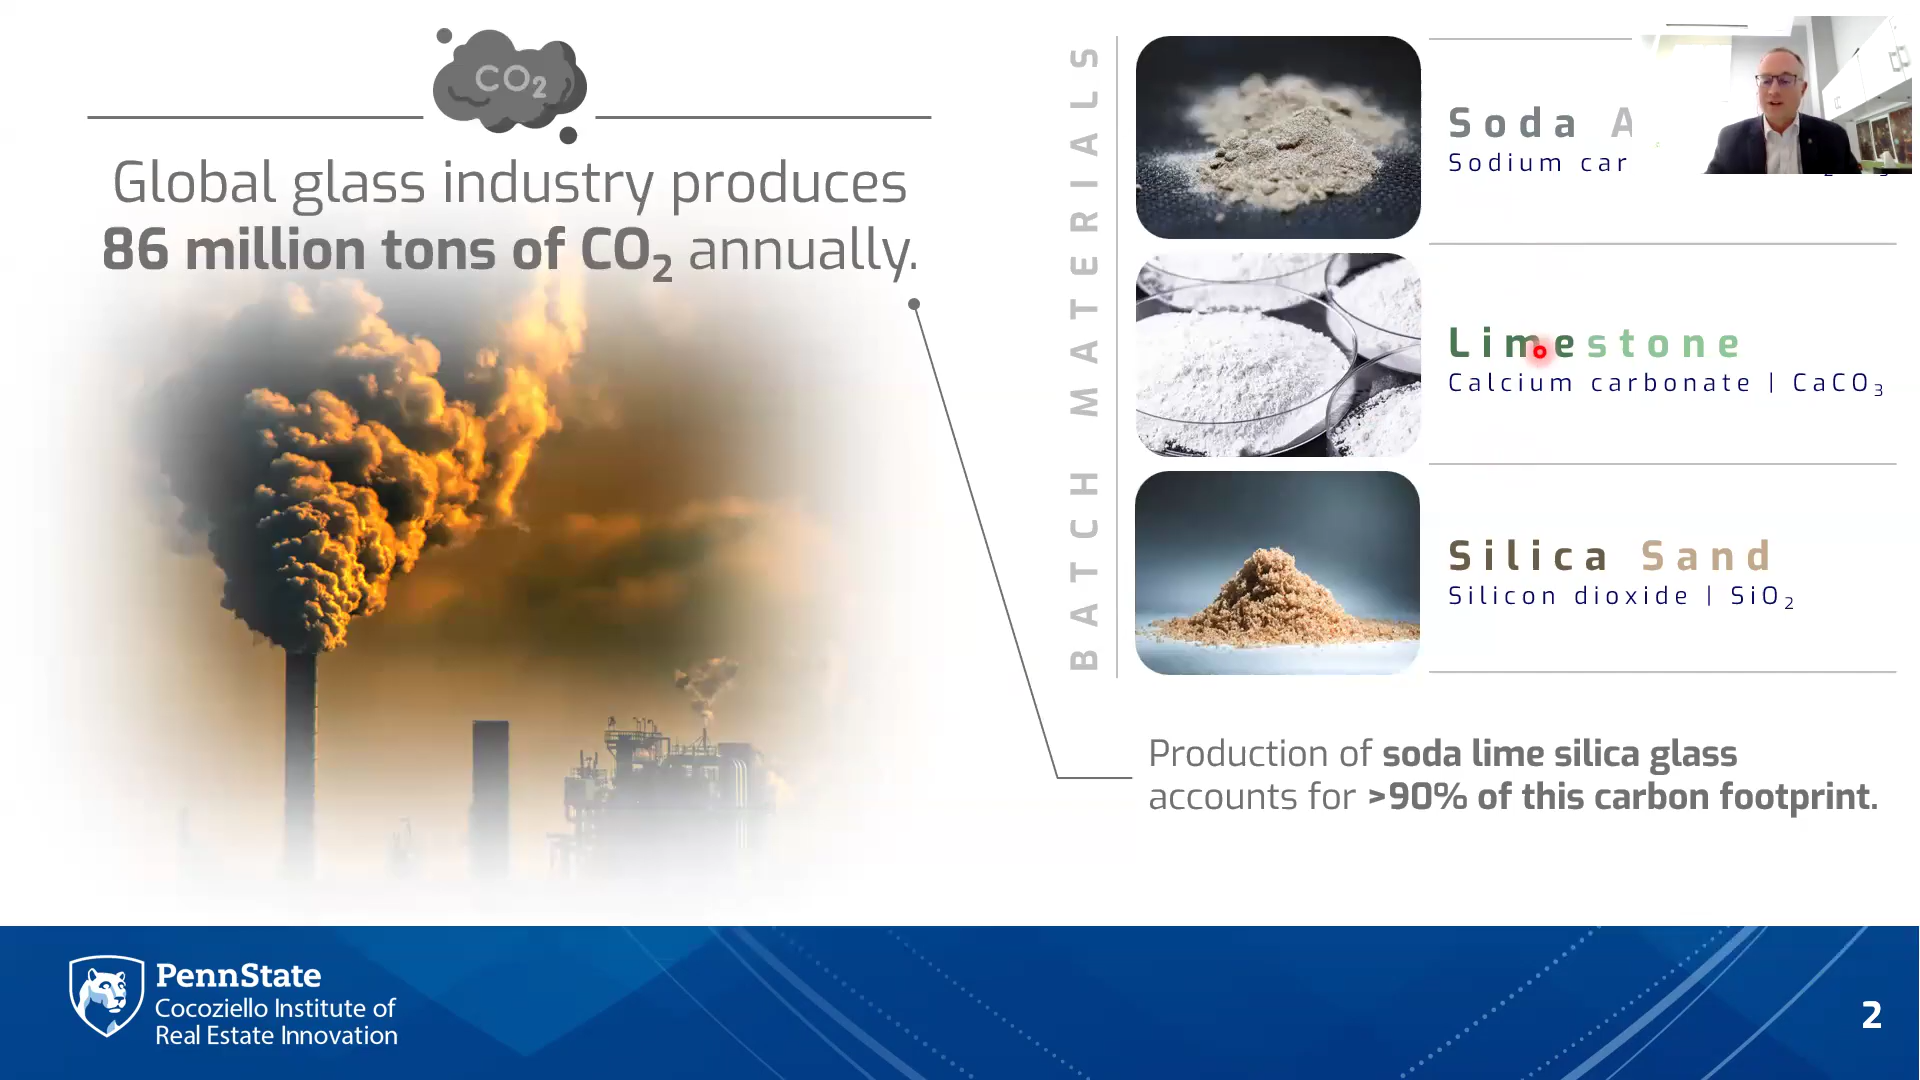 CO₂
Global glass industry produces
86 million tons of CO₂ annually.
BATCH MATERIALS
Soda
Sodium car
Limestone
Calcium carbonate | CaCO₃
Silica Sand
Silicon dioxide | SiO₂
Production of soda lime silica glass
accounts for >90% of this carbon footprint.
PennState
Cocoziello Institute of
Real Estate Innovation
2